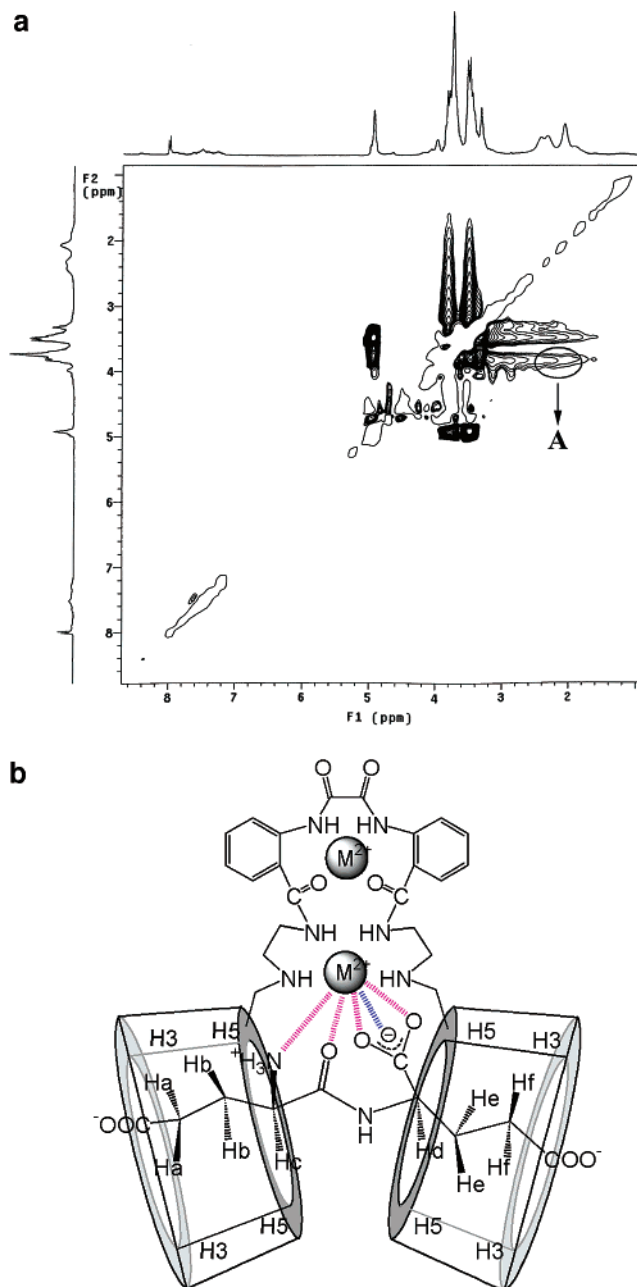 a
F2
(ppm)
2
3
4
5
6
7
8
A
8 7 6 5 4 3 2
F1 (ppm)
b
O O
NH HN
M2+
C O O C
NH HN
NH M2+ HN
H3 H5 H5 H3
+H3N O O ⊖ O
Hb C Hf
Ha He
-OOC N
H
Ha Hb Hc Hd He Hf COO-
H5 H5
H3 H3